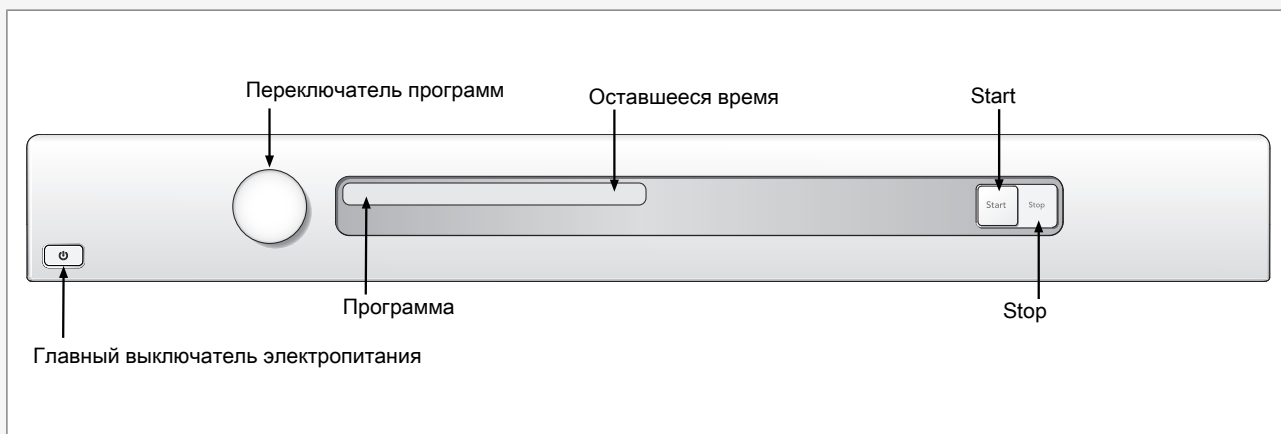 Переключатель программ
Оставшееся время
Start
Start
Stop
Программа
Stop
Главный выключатель электропитания